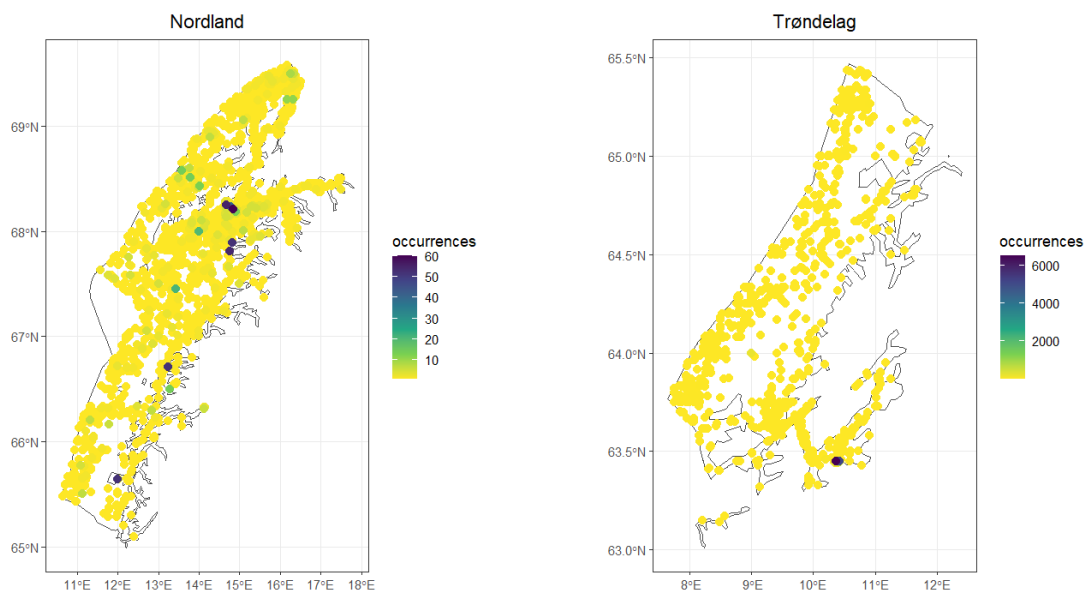 Nordland
69°N
68°N
67°N
66°N
65°N
11°E 12°E 13°E 14°E 15°E 16°E 17°E 18°E
occurrences
60
50
40
30
20
10
Trøndelag
65.5°N
65.0°N
64.5°N
64.0°N
63.5°N
63.0°N
8°E 9°E 10°E 11°E 12°E
occurrences
6000
4000
2000